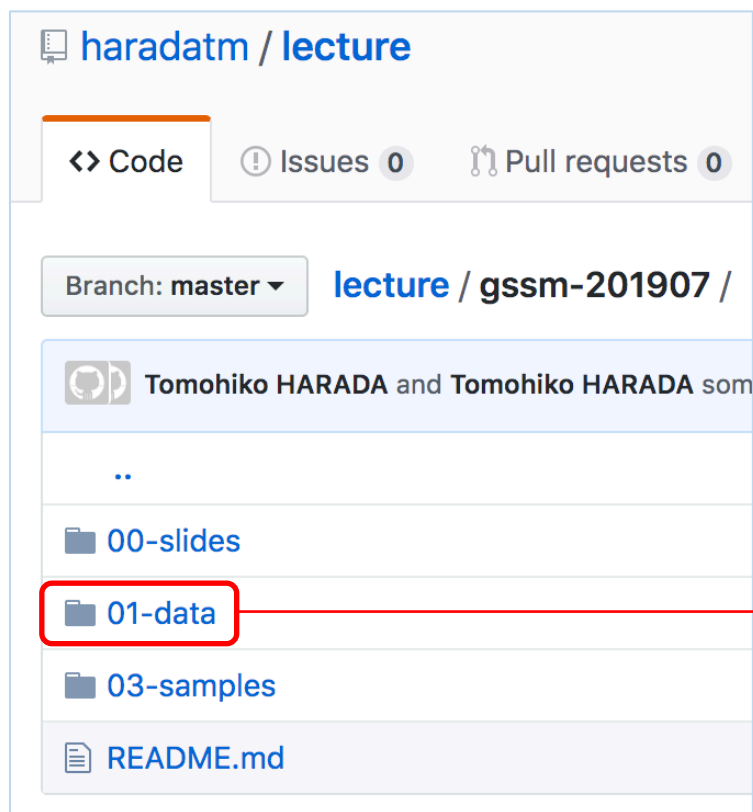 haradatm / lecture
<> Code Issues 0 Pull requests 0
Branch: master lecture / gssm-201907 /
Tomohiko HARADA and Tomohiko HARADA som
..
00-slides
01-data
03-samples
README.md